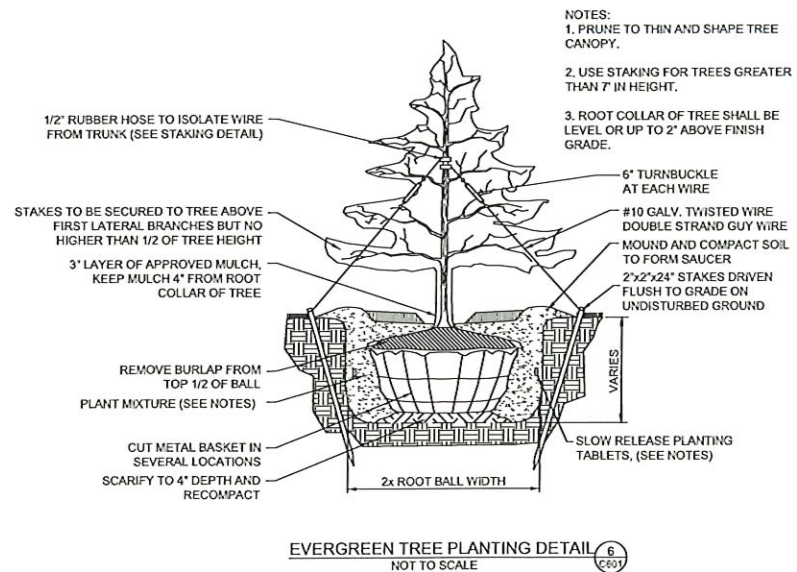 NOTES:
1. PRUNE TO THIN AND SHAPE TREE
CANOPY.
2. USE STAKING FOR TREES GREATER
THAN 7' IN HEIGHT.
3. ROOT COLLAR OF TREE SHALL BE
LEVEL OR UP TO 2" ABOVE FINISH
GRADE.
1/2" RUBBER HOSE TO ISOLATE WIRE
FROM TRUNK (SEE STAKING DETAIL)
STAKES TO BE SECURED TO TREE ABOVE
FIRST LATERAL BRANCHES BUT NO
HIGHER THAN 1/2 OF TREE HEIGHT
3" LAYER OF APPROVED MULCH,
KEEP MULCH 4" FROM ROOT
COLLAR OF TREE
REMOVE BURLAP FROM
TOP 1/2 OF BALL
PLANT MIXTURE (SEE NOTES)
CUT METAL BASKET IN
SEVERAL LOCATIONS
SCARIFY TO 4" DEPTH AND
RECOMPACT
6" TURNBUCKLE
AT EACH WIRE
#10 GALV. TWISTED WIRE
DOUBLE STRAND GUY WIRE
MOUND AND COMPACT SOIL
TO FORM SAUCER
2"x2"x24" STAKES DRIVEN
FLUSH TO GRADE ON
UNDISTURBED GROUND
VARIES
SLOW RELEASE PLANTING
TABLETS, (SEE NOTES)
2x ROOT BALL WIDTH
EVERGREEN TREE PLANTING DETAIL
NOT TO SCALE
6
C601